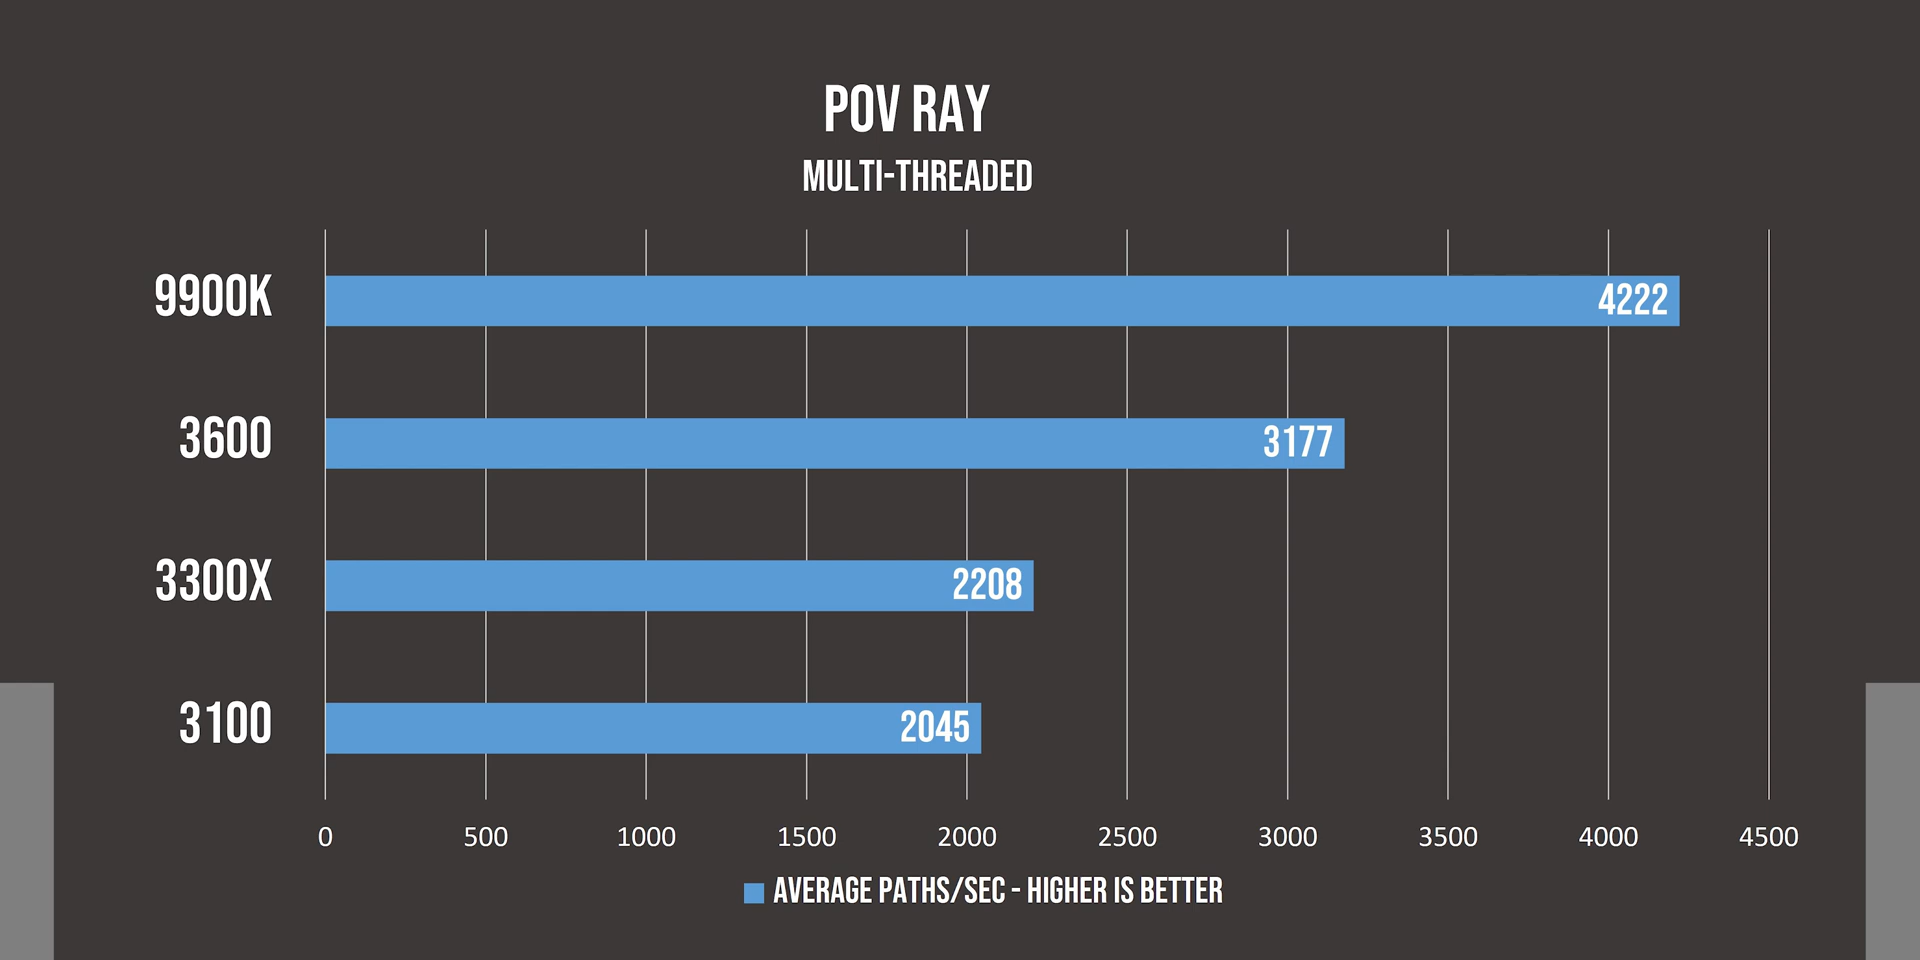 POV RAY
MULTI-THREADED
9900K
4222
3600
3177
3300X
2208
3100
2045
0 500 1000 1500 2000 2500 3000 3500 4000 4500
AVERAGE PATHS/SEC - HIGHER IS BETTER